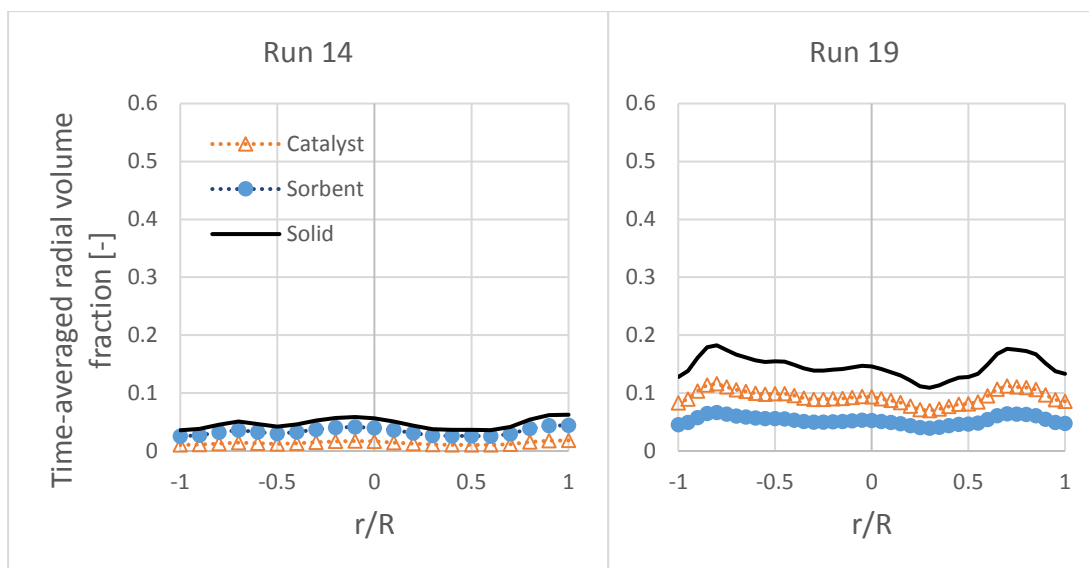 Run 14
Time-averaged radial volume
fraction [-]
0.6
0.5
0.4
0.3
0.2
0.1
0
Catalyst
Sorbent
Solid
-1
-0.5
0
0.5
1
r/R
Run 19
0.6
0.5
0.4
0.3
0.2
0.1
0
-1
-0.5
0
0.5
1
r/R